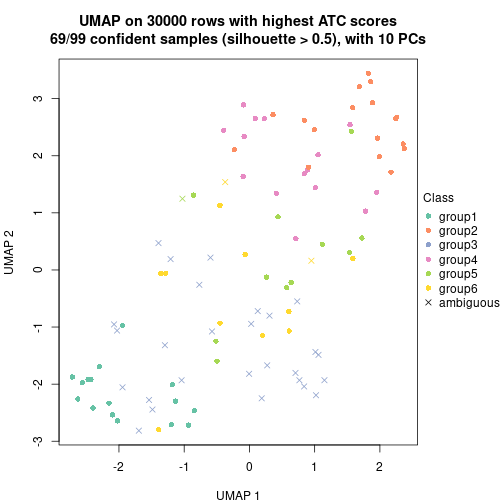 UMAP on 30000 rows with highest ATC scores
69/99 confident samples (silhouette > 0.5), with 10 PCs
3
2
1
0
-1
-2
-3
UMAP 2
-2
-1
0
1
2
UMAP 1
Class
group1
group2
group3
group4
group5
group6
ambiguous